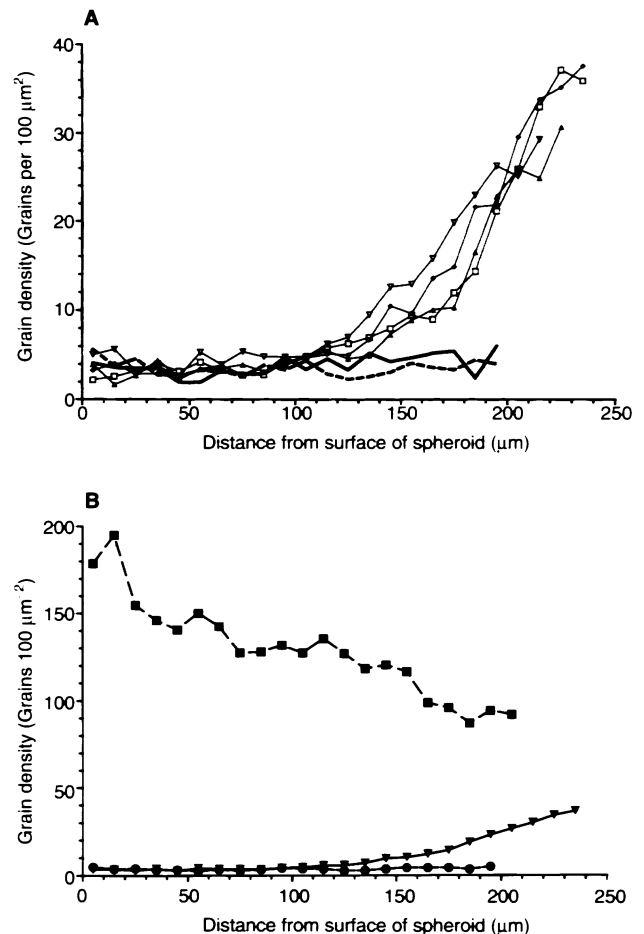 A
40
30
20
10
0
Grain density (Grains per 100 µm²)
0 50 100 150 200 250
Distance from surface of spheroid (µm)
B
200
150
100
50
0
Grain density (Grains 100 µm⁻²)
0 50 100 150 200 250
Distance from surface of spheroid (µm)